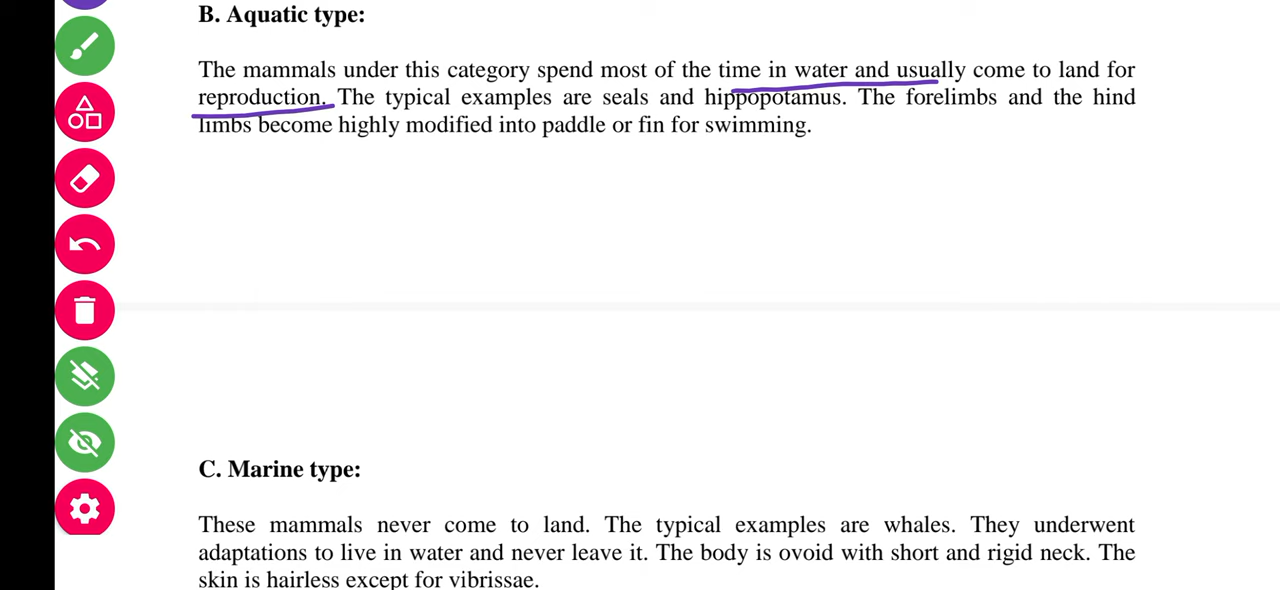 B. Aquatic type:
The mammals under this category spend most of the time in water and usually come to land for
reproduction. The typical examples are seals and hippopotamus. The forelimbs and the hind
limbs become highly modified into paddle or fin for swimming.
C. Marine type:
These mammals never come to land. The typical examples are whales. They underwent
adaptations to live in water and never leave it. The body is ovoid with short and rigid neck. The
skin is hairless except for vibrissae.